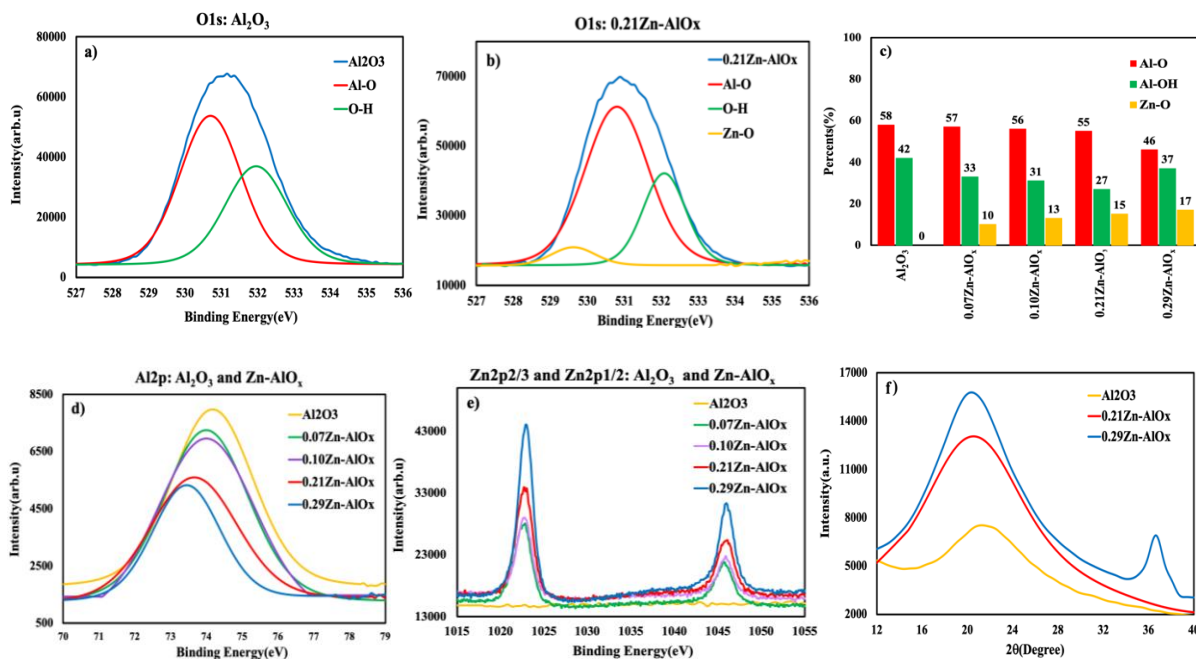 O1s: Al₂O₃
a)
Al2O3
Al-O
O-H
Intensity(arb.u)
80000
60000
40000
20000
0
527 528 529 530 531 532 533 534 535 536
Binding Energy(eV)
O1s: 0.21Zn-AlOx
b)
0.21Zn-AlOx
Al-O
O-H
Zn-O
Intensity(arb.u)
70000
50000
30000
10000
527 528 529 530 531 532 533 534 535 536
Binding Energy(eV)
c)
Al-O
Al-OH
Zn-O
Percents(%)
100
80
60
40
20
0
58 42 0
57 33 10
56 31 13
55 27 15
46 37 17
Al₂O₃
0.07Zn-AlOₓ
0.10Zn-AlOₓ
0.29Zn-AlOₓ
Al2p: Al₂O₃ and Zn-AlOₓ
d)
Al2O3
0.07Zn-AlOx
0.10Zn-AlOx
0.21Zn-AlOx
0.29Zn-AlOx
Intensity(arb.u)
8500
6500
4500
2500
500
70 71 72 73 74 75 76 77 78 79
Binding Energy(eV)
Zn2p2/3 and Zn2p1/2: Al₂O₃ and Zn-AlOₓ
e)
Al2O3
0.07Zn-AlOx
0.10Zn-AlOx
0.21Zn-AlOx
0.29Zn-AlOx
Intensity(arb.u)
43000
33000
23000
13000
1015 1020 1025 1030 1035 1040 1045 1050 1055
Binding Energy(eV)
f)
Al2O3
0.21Zn-AlOx
0.29Zn-AlOx
Intensity(a.u.)
17000
14000
11000
8000
5000
2000
12 16 20 24 28 32 36 40
2θ(Degree)